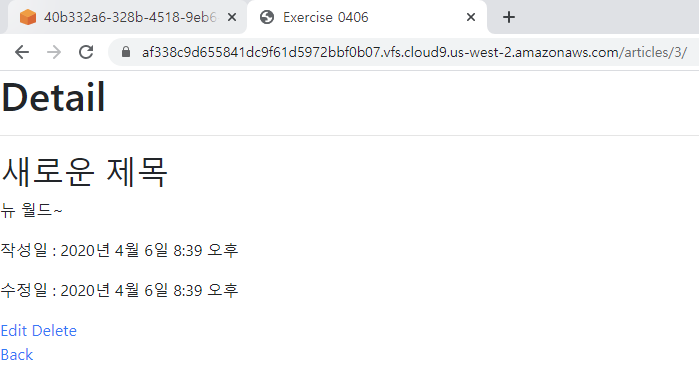 40b332a6-328b-4518-9eb6
Exercise 0406
af338c9d655841dc9f61d5972bbf0b07.vfs.cloud9.us-west-2.amazonaws.com/articles/3/
Detail
새로운 제목
뉴 월드~
작성일 : 2020년 4월 6일 8:39 오후
수정일 : 2020년 4월 6일 8:39 오후
Edit Delete
Back